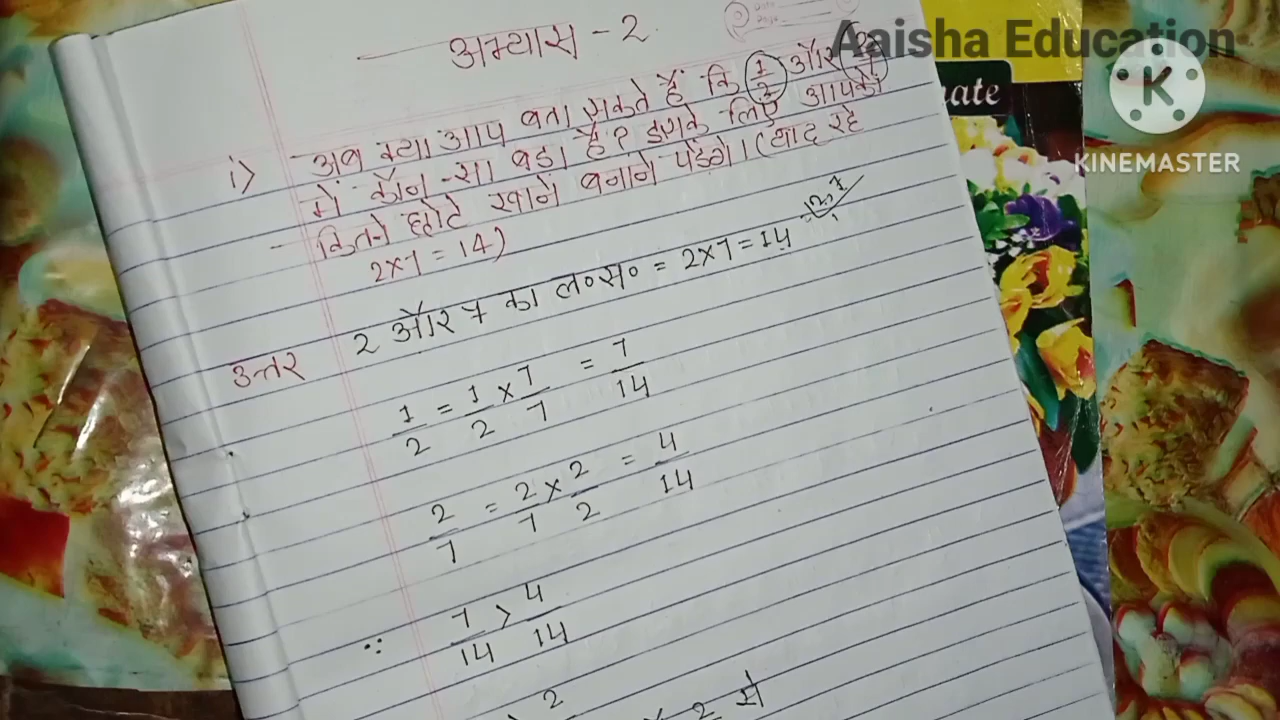 Aaisha Education
KINEMASTER
nate
अभ्यास - 2
i) अब क्या आप बता सकते हैं कि 1/2 और 2/7
में कौन-सा बड़ा है? इसके लिए आपको
कितने छोटे खाने बनाने पड़ेंगे। (याद रहे
2×7 = 14)
उत्तर 2 और 7 का ल०स० = 2×7 = 14
1/2 = 1/2 × 7/7 = 7/14
2/7 = 2/7 × 2/2 = 4/14
∵ 7/14 > 4/14
2 से